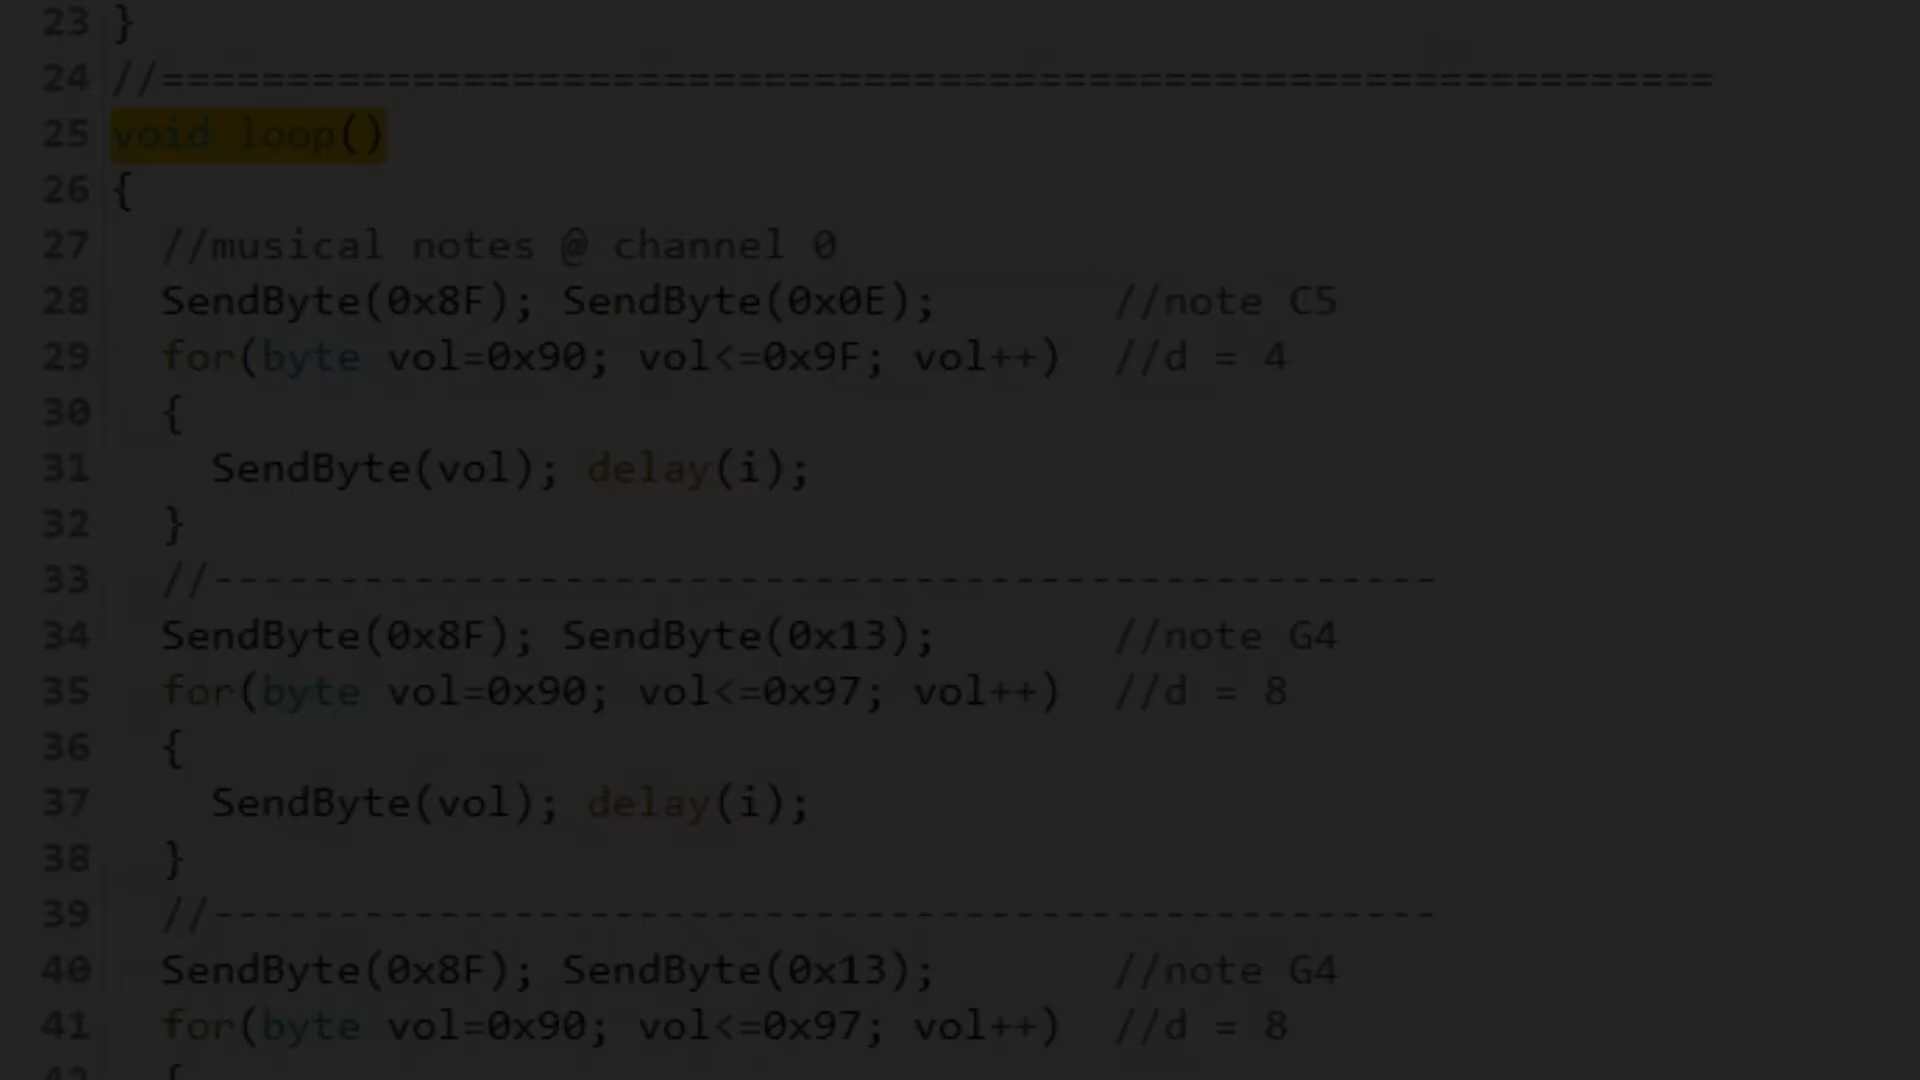 23 }
24 //==============================================================
25 void loop()
26 {
27 //musical notes @ channel 0
28 SendByte(0x8F); SendByte(0x0E); //note C5
29 for(byte vol=0x90; vol<=0x9F; vol++) //d = 4
30 {
31 SendByte(vol); delay(i);
32 }
33 //-------------------------------------------------
34 SendByte(0x8F); SendByte(0x13); //note G4
35 for(byte vol=0x90; vol<=0x97; vol++) //d = 8
36 {
37 SendByte(vol); delay(i);
38 }
39 //-------------------------------------------------
40 SendByte(0x8F); SendByte(0x13); //note G4
41 for(byte vol=0x90; vol<=0x97; vol++) //d = 8